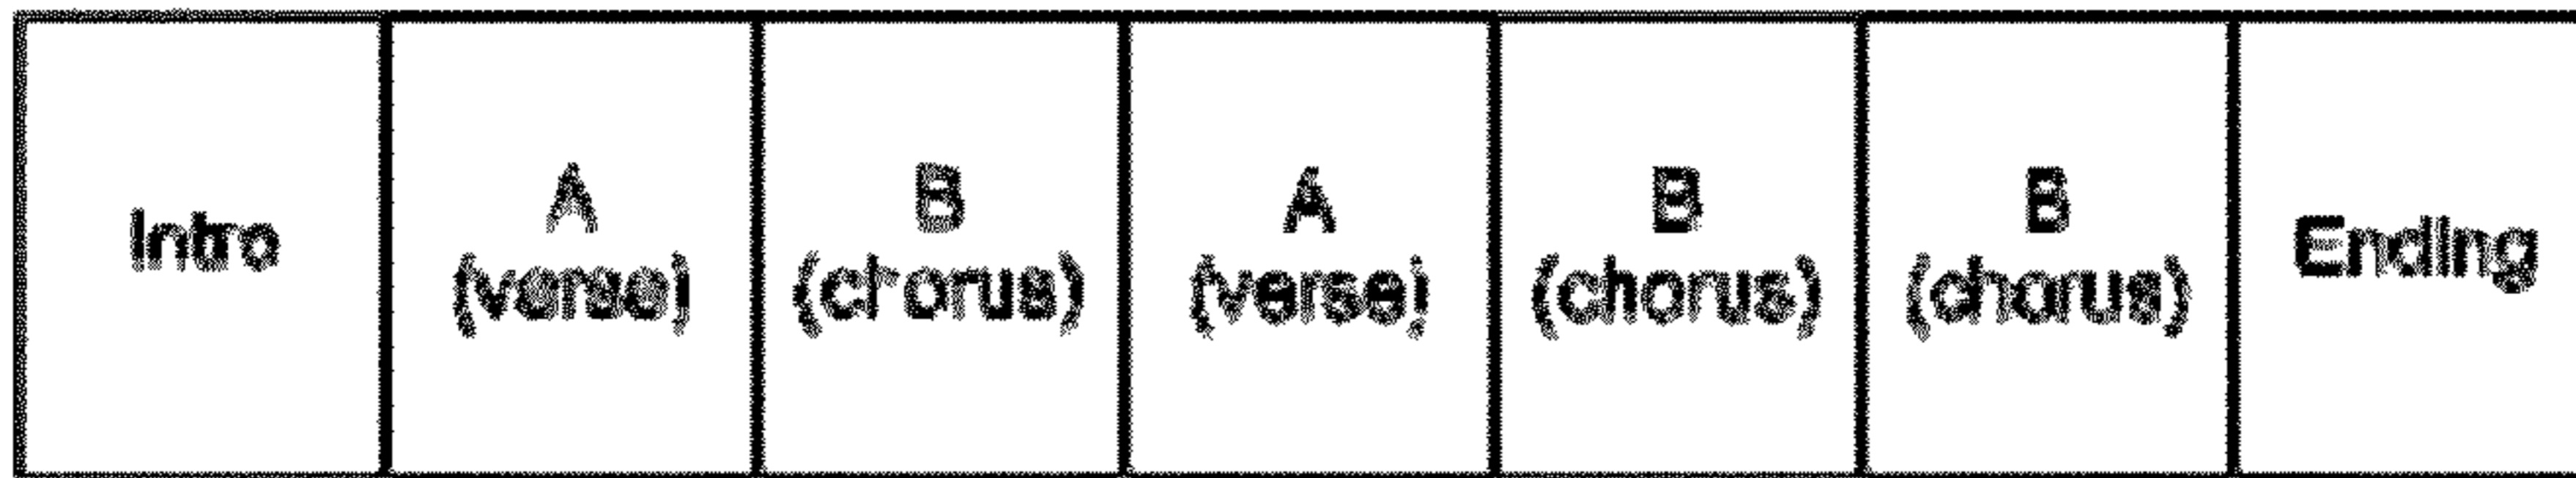 Intro
A
(verse)
B
(chorus)
A
(verse)
B
(chorus)
B
(chorus)
Ending